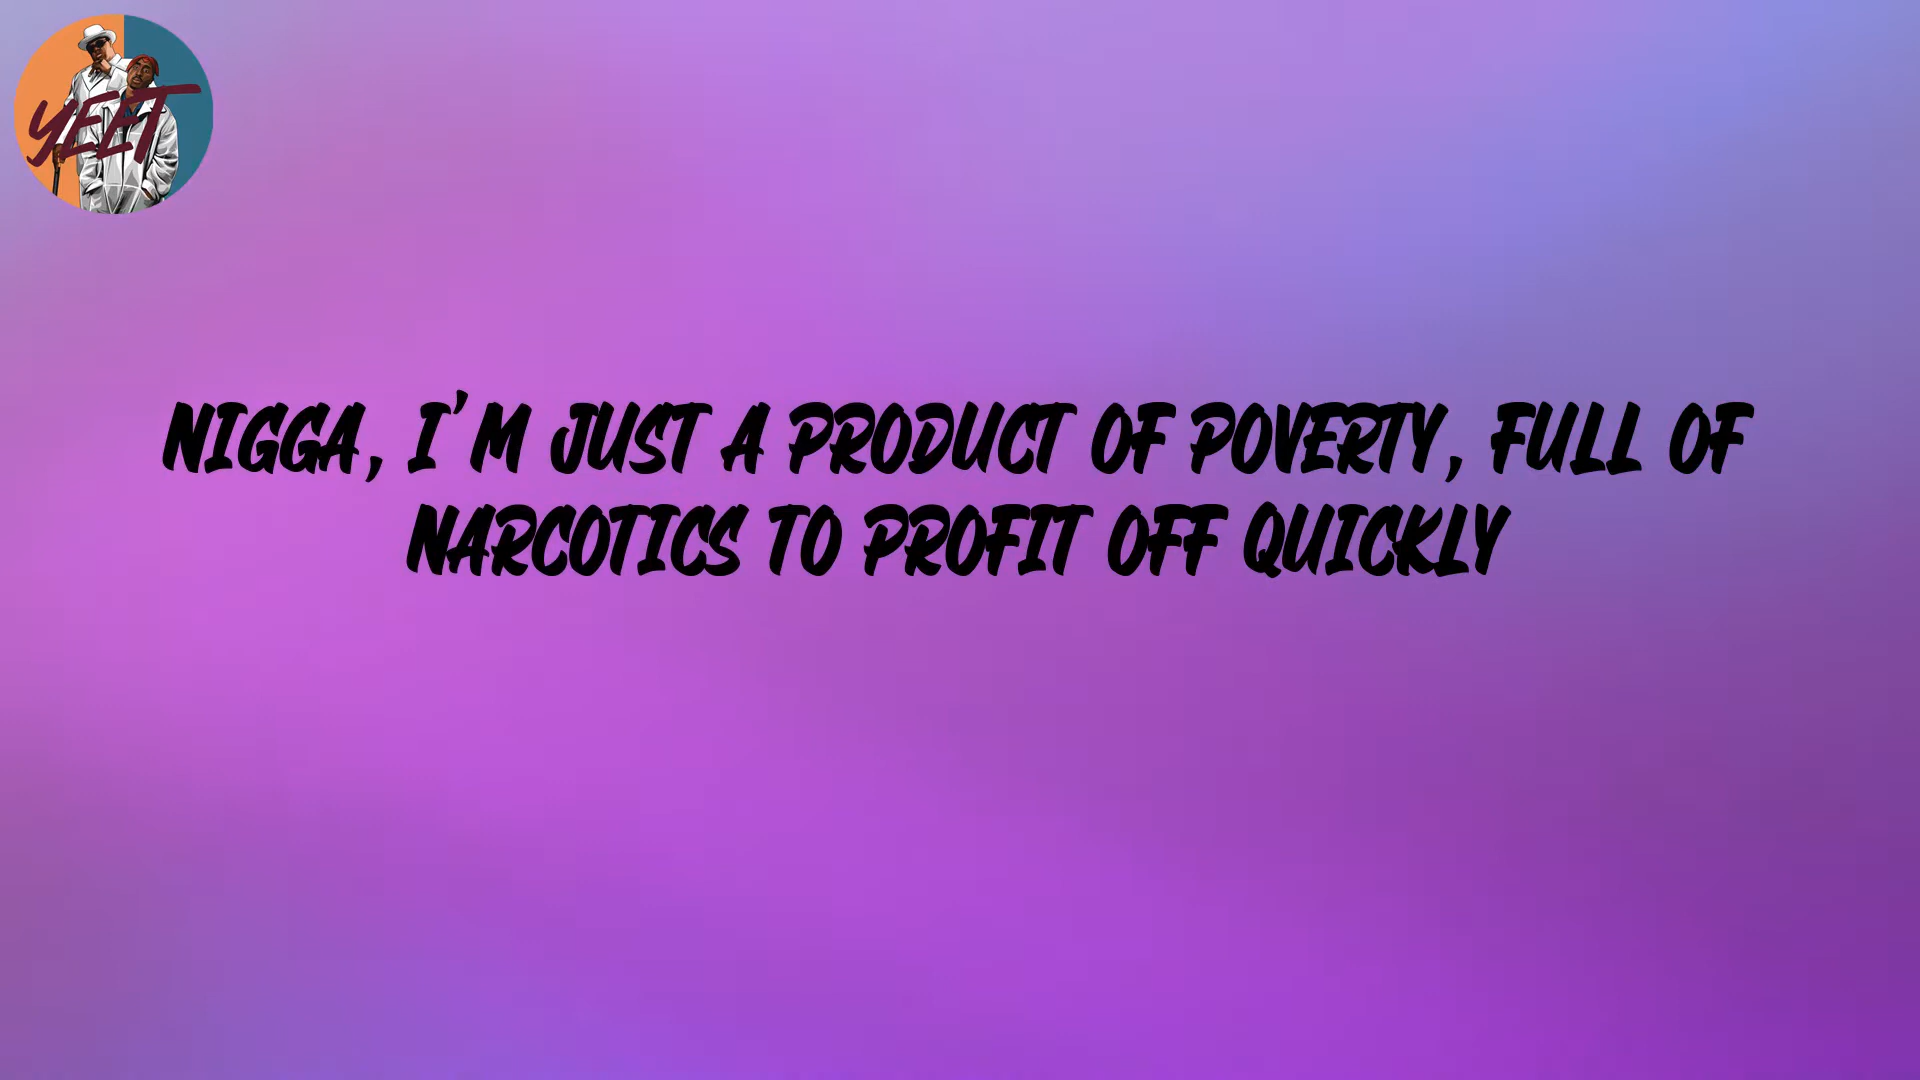 YEET
NIGGA, I'M JUST A PRODUCT OF POVERTY, FULL OF
NARCOTICS TO PROFIT OFF QUICKLY